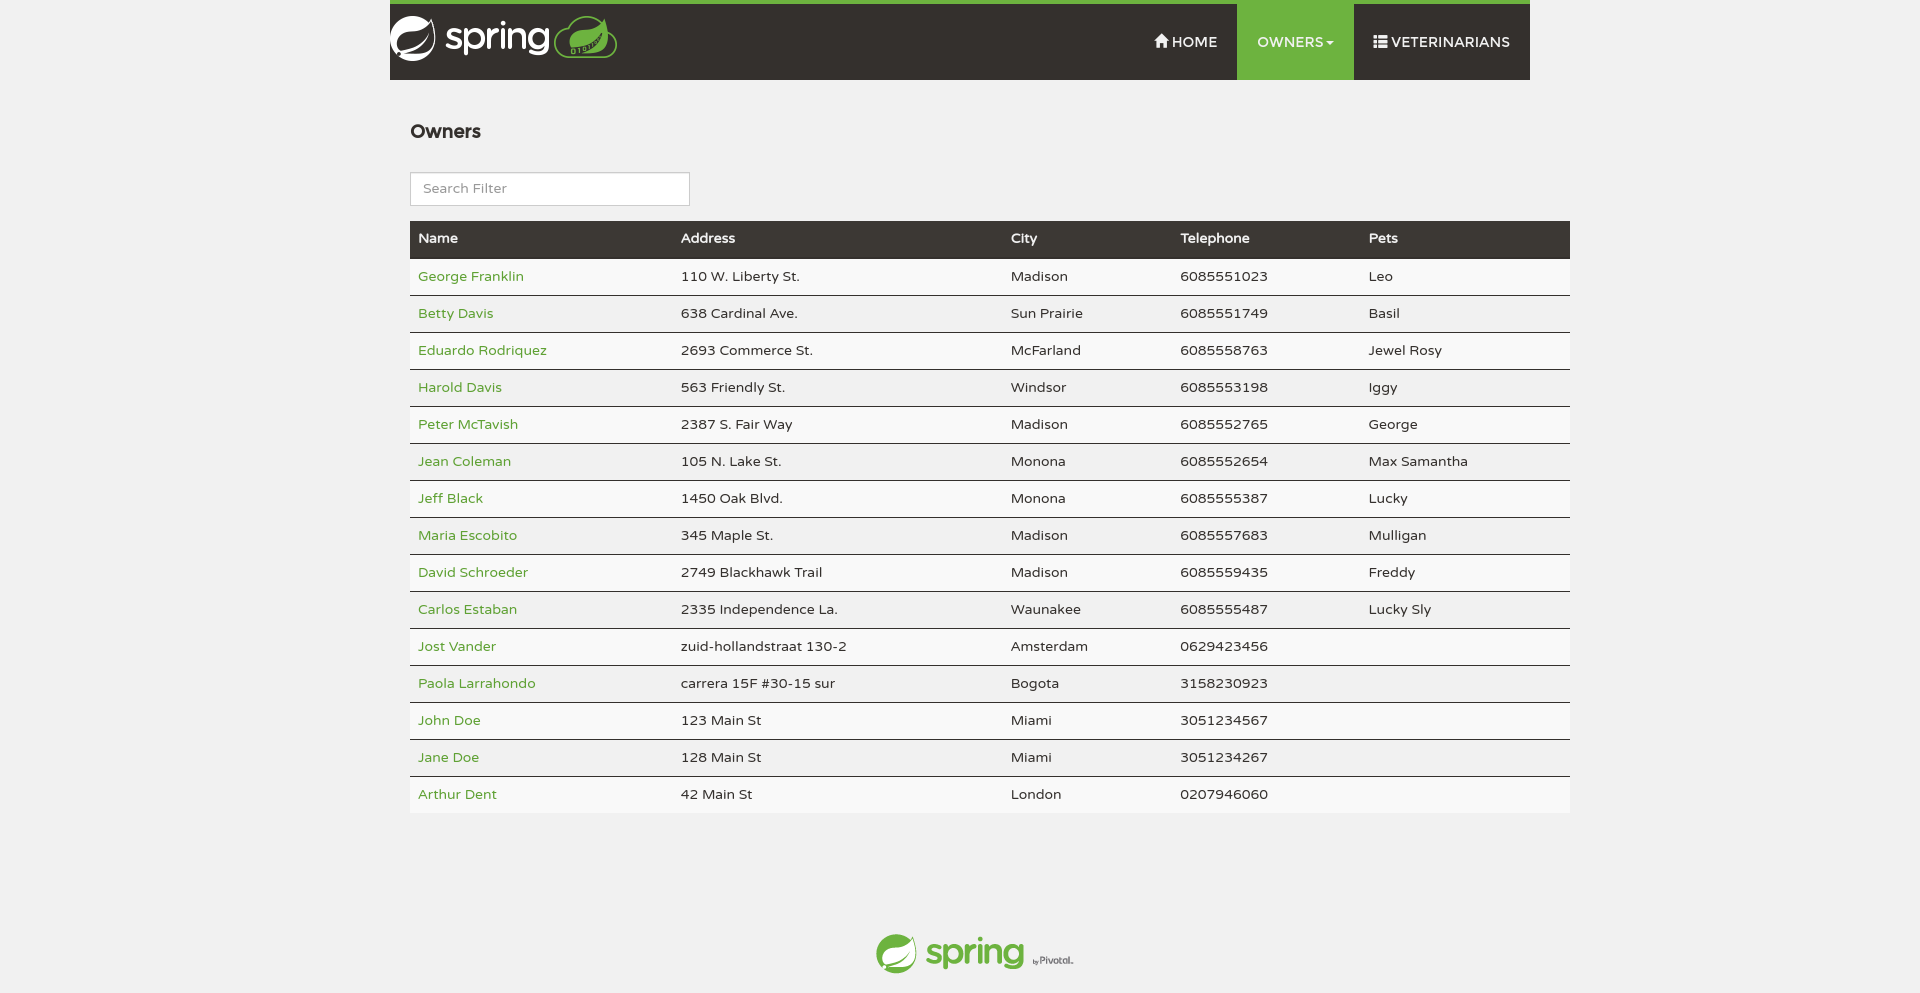 spring HOME OWNERS VETERINARIANS
Owners
Search Filter
Name Address City Telephone Pets
George Franklin 110 W. Liberty St. Madison 6085551023 Leo
Betty Davis 638 Cardinal Ave. Sun Prairie 6085551749 Basil
Eduardo Rodriquez 2693 Commerce St. McFarland 6085558763 Jewel Rosy
Harold Davis 563 Friendly St. Windsor 6085553198 Iggy
Peter McTavish 2387 S. Fair Way Madison 6085552765 George
Jean Coleman 105 N. Lake St. Monona 6085552654 Max Samantha
Jeff Black 1450 Oak Blvd. Monona 6085555387 Lucky
Maria Escobito 345 Maple St. Madison 6085557683 Mulligan
David Schroeder 2749 Blackhawk Trail Madison 6085559435 Freddy
Carlos Estaban 2335 Independence La. Waunakee 6085555487 Lucky Sly
Jost Vander zuid-hollandstraat 130-2 Amsterdam 0629423456
Paola Larrahondo carrera 15F #30-15 sur Bogota 3158230923
John Doe 123 Main St Miami 3051234567
Jane Doe 128 Main St Miami 3051234267
Arthur Dent 42 Main St London 0207946060
spring by Pivotal.